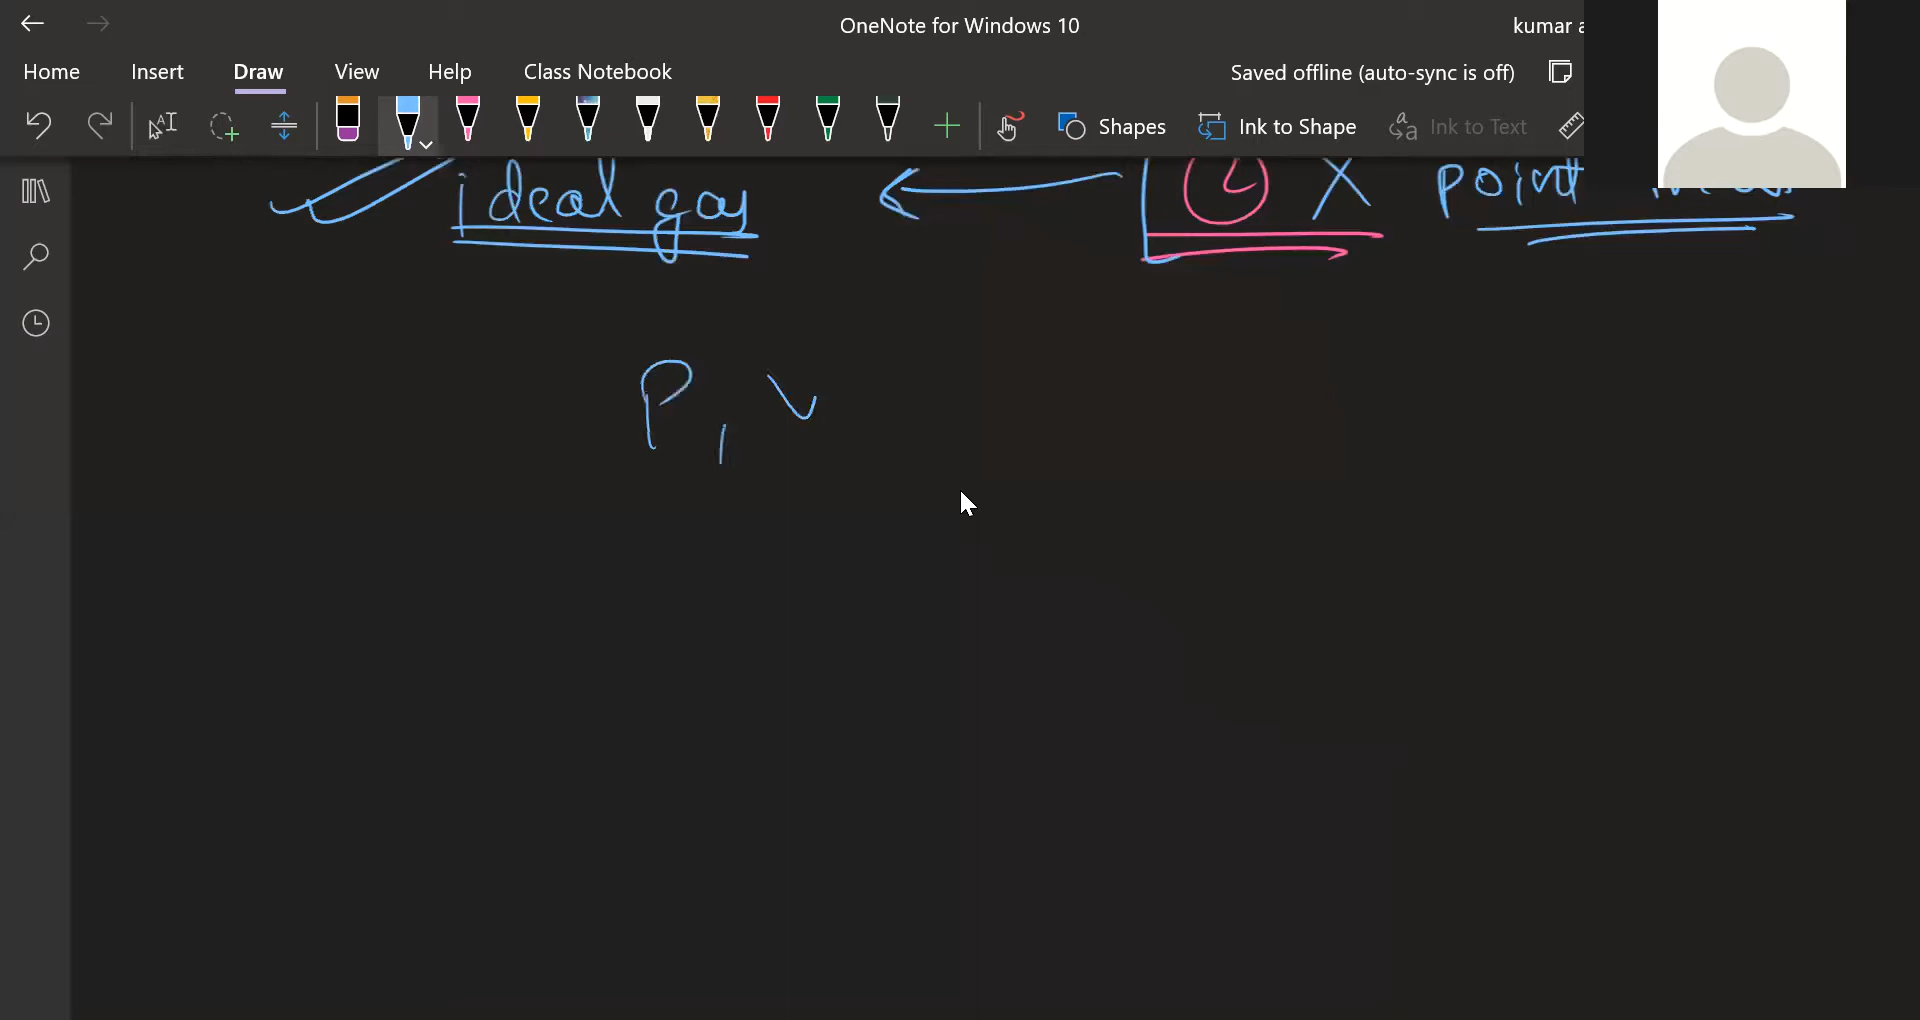 OneNote for Windows 10 kumar a
Home Insert Draw View Help Class Notebook Saved offline (auto-sync is off)
Shapes Ink to Shape Ink to Text
ideal gas ← 2 X point
P, V